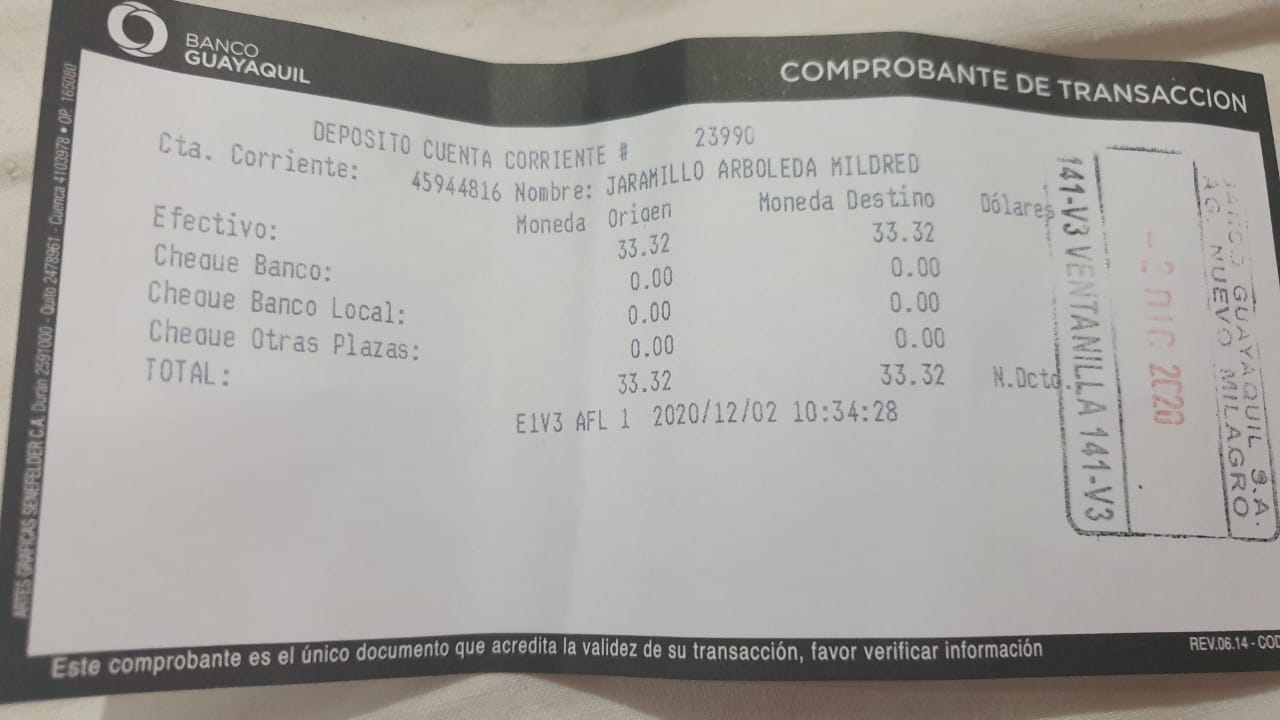 BANCO
GUAYAQUIL
COMPROBANTE DE TRANSACCION
DEPOSITO CUENTA CORRIENTE # 23990
Cta. Corriente: 45944816 Nombre: JARAMILLO ARBOLEDA MILDRED
Moneda Origen Moneda Destino Dólares
Efectivo: 33.32 33.32
Cheque Banco: 0.00 0.00
Cheque Banco Local: 0.00 0.00
Cheque Otras Plazas: 0.00 0.00
TOTAL: 33.32 33.32 N.Dcto.
E1V3 AFL 1 2020/12/02 10:34:28
BANCO GUAYAQUIL S.A.
AG. NUEVO MILAGRO
- 2 DIC 2020
141-V3 VENTANILLA 141-V3
Este comprobante es el único documento que acredita la validez de su transacción, favor verificar información
REV.06.14 - COD
ARTES GRAFICAS SENEFELDER C.A. Durán 2591000 - Quito 2478961 - Cuenca 4103978 • OP. 165080